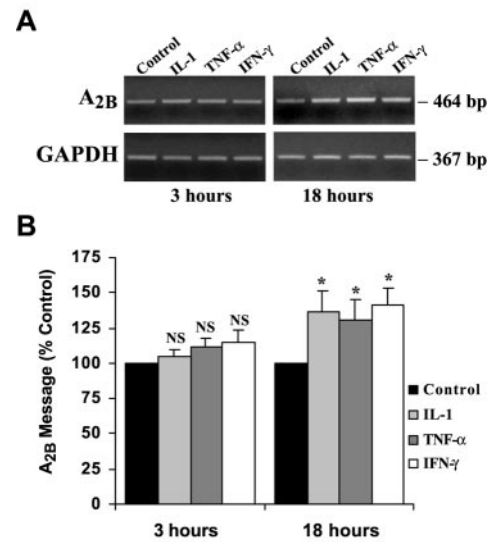 A
Control IL-1 TNF-α IFN-γ Control IL-1 TNF-α IFN-γ
A2B – 464 bp
GAPDH – 367 bp
3 hours 18 hours
B
A2B Message (% Control)
175
150
125
100
75
50
25
0
NS NS NS * * *
Control
IL-1
TNF-α
IFN-γ
3 hours 18 hours